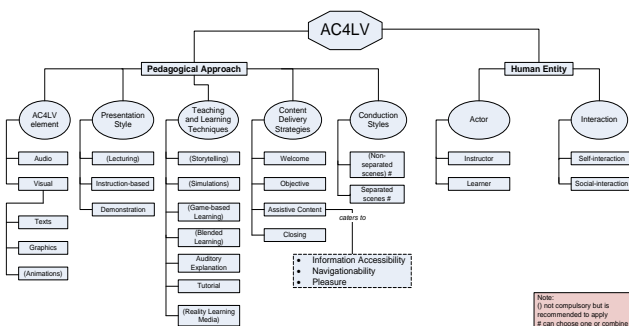 AC4LV
Pedagogical Approach
Human Entity
AC4LV
element
Presentation
Style
Teaching
and Learning
Techniques
Content
Delivery
Strategies
Conduction
Styles
Actor
Interaction
Audio
Visual
Texts
Graphics
(Animations)
(Lecturing)
Instruction-based
Demonstration
(Storytelling)
(Simulations)
(Game-based
Learning)
(Blended
Learning)
Auditory
Explanation
Tutorial
(Reality Learning
Media)
Welcome
Objective
Assistive Content
Closing
caters to
• Information Accessibility
• Navigationability
• Pleasure
(Non-
separated
scenes) #
Separated
scenes #
Instructor
Learner
Self-interaction
Social-interaction
Note:
() not compulsory but is
recommended to apply
# can choose one or combine